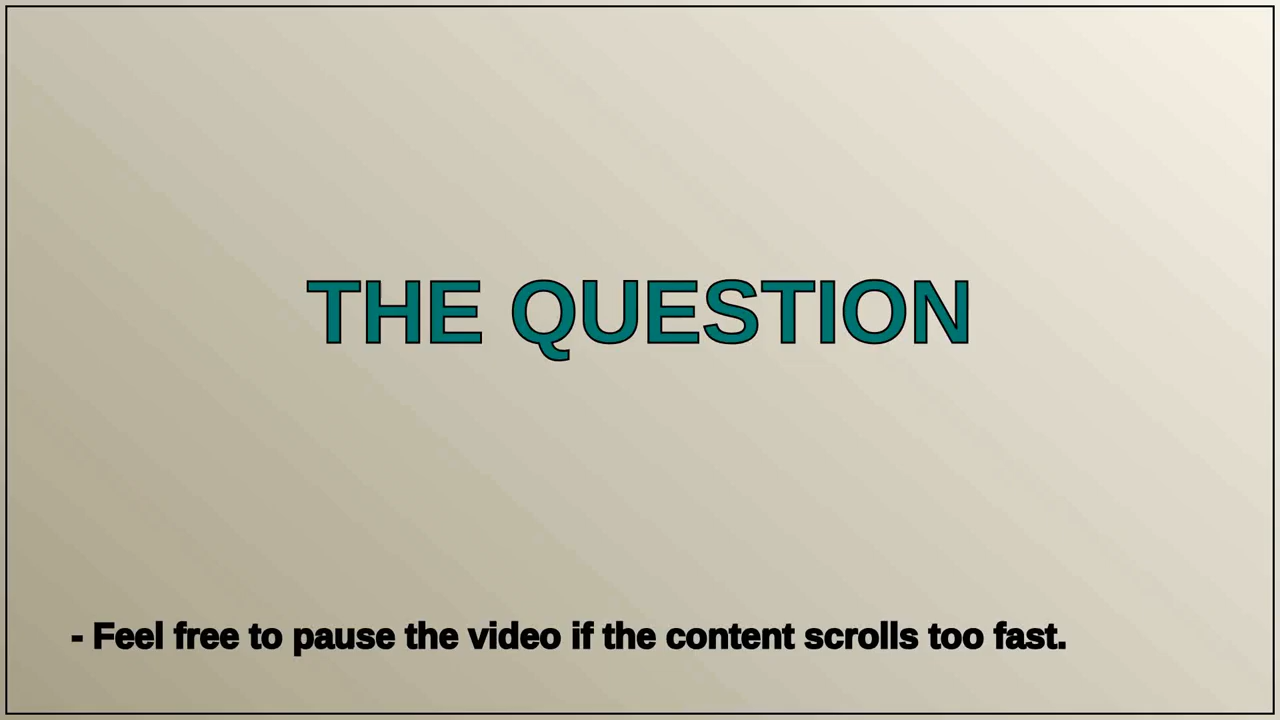 THE QUESTION
- Feel free to pause the video if the content scrolls too fast.